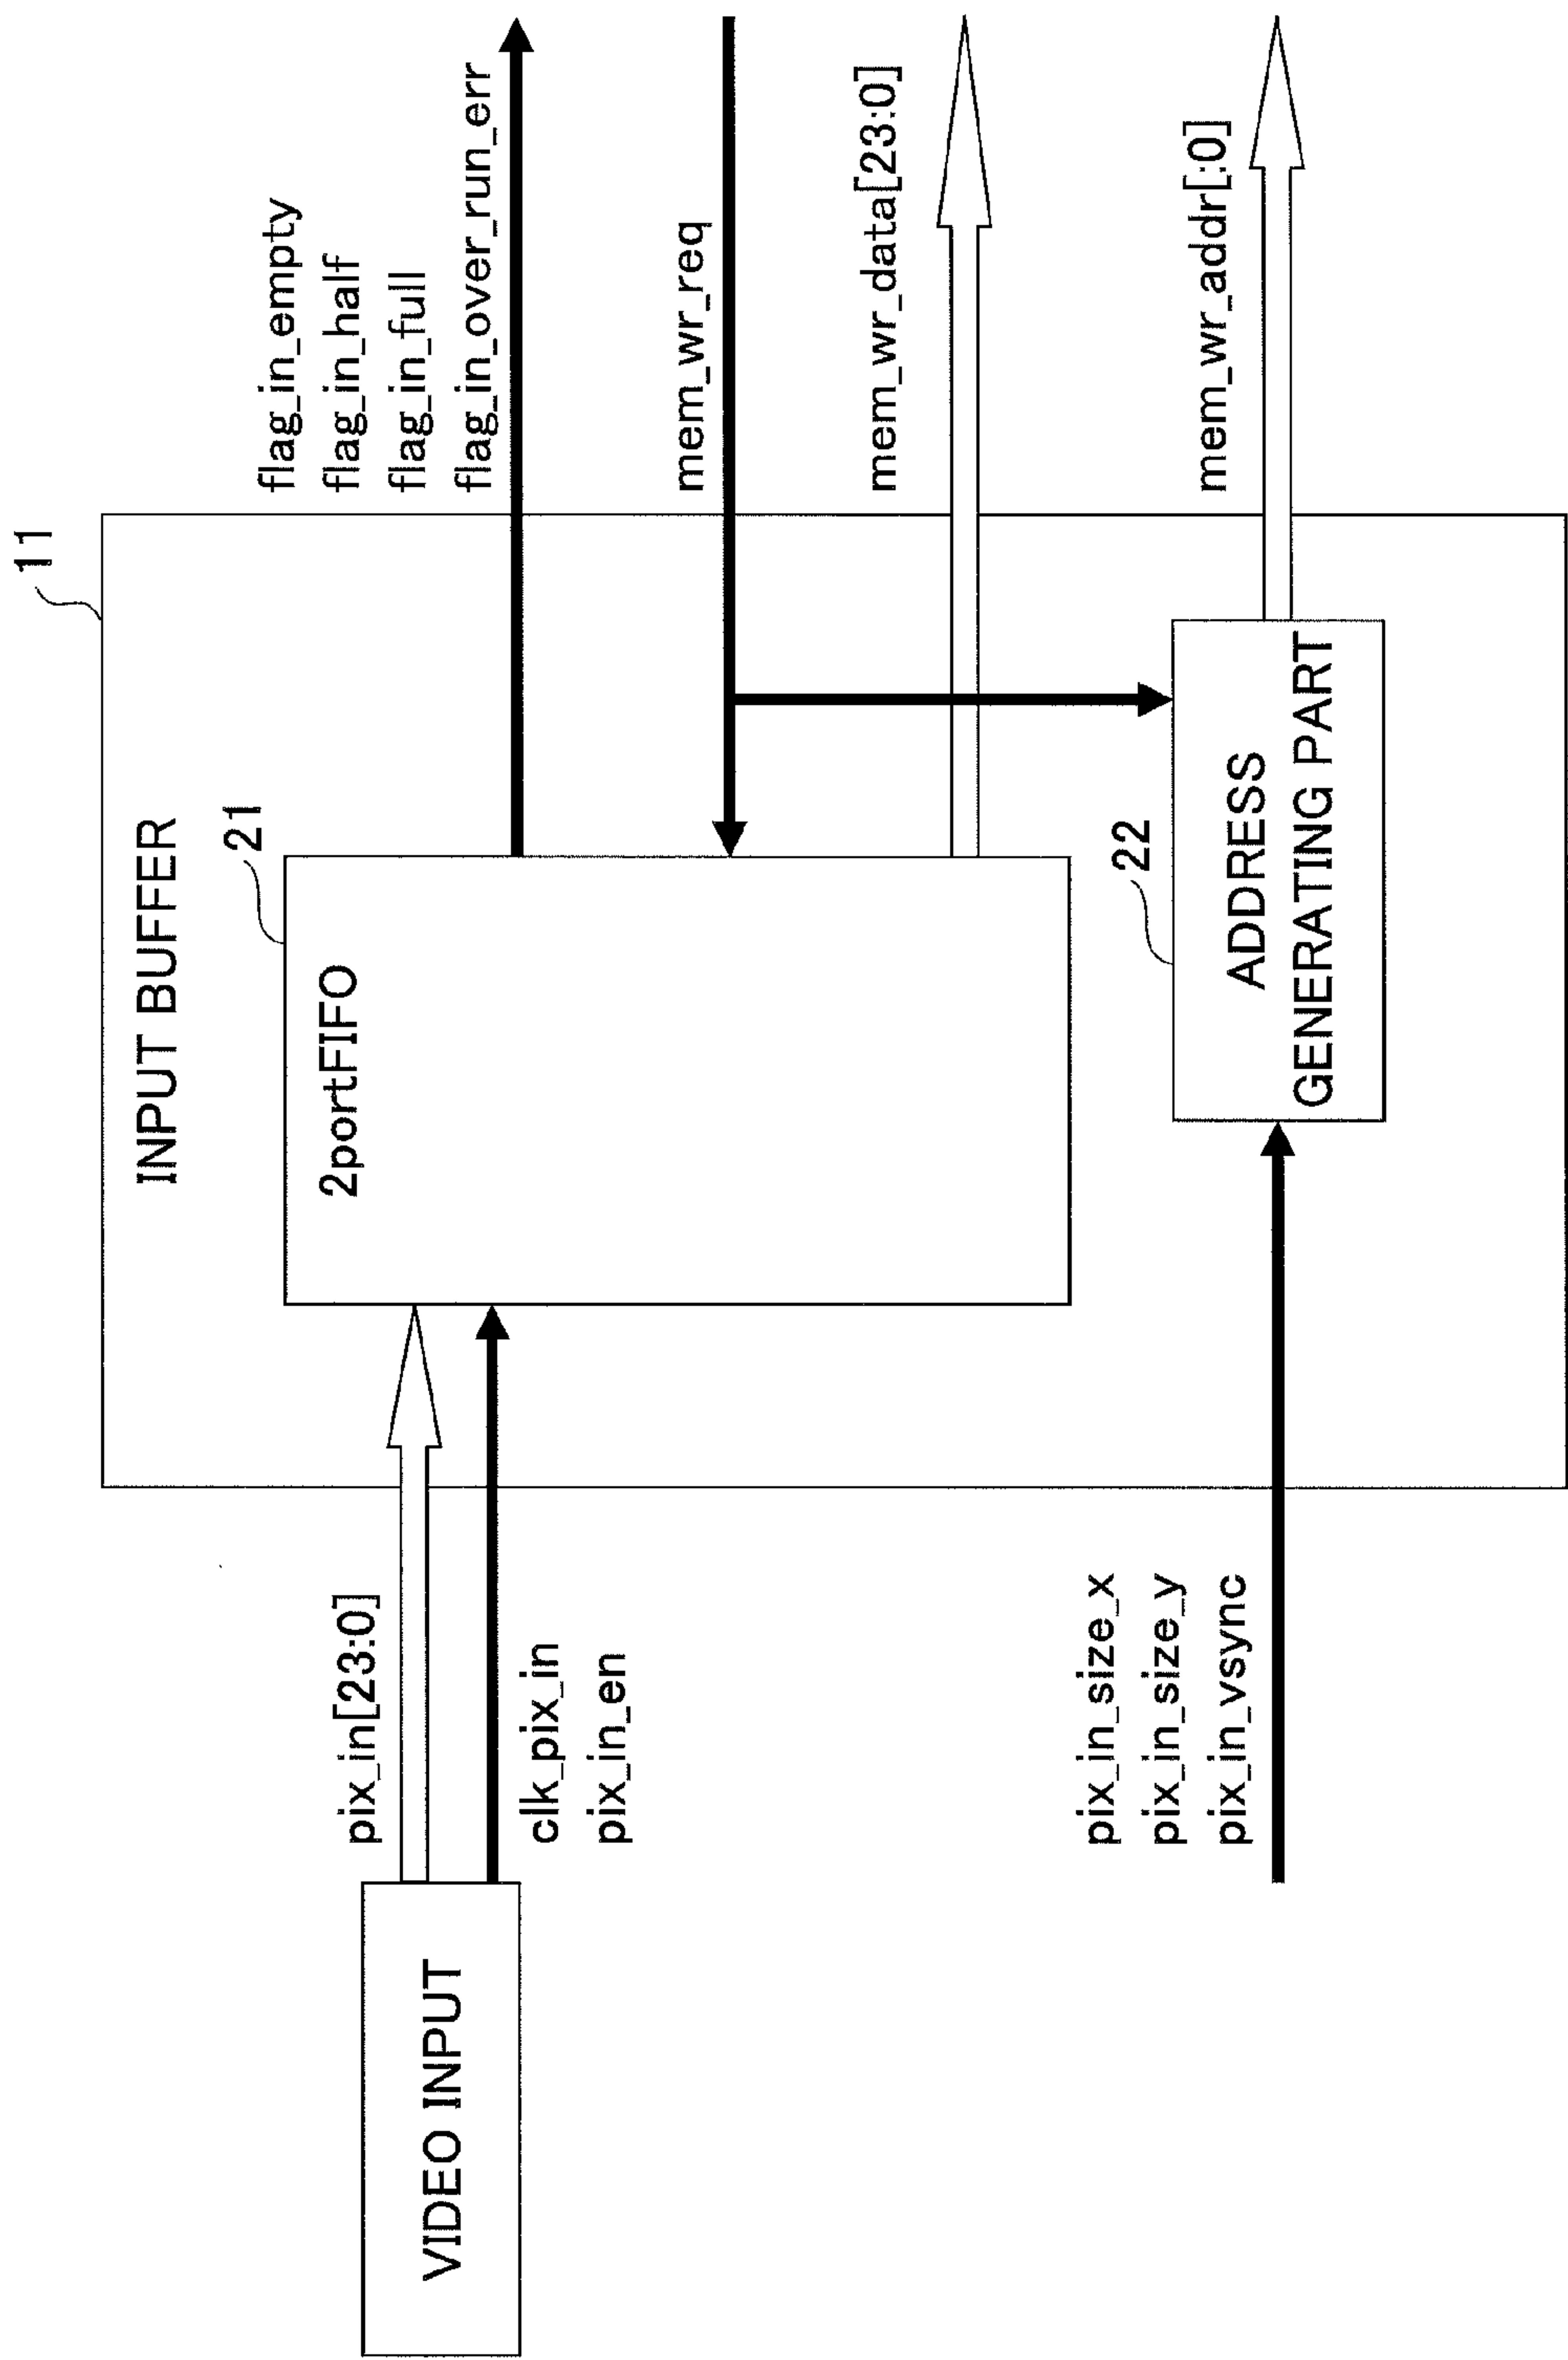 11
INPUT BUFFER
21
2portFIFO
22
ADDRESS
GENERATING PART
VIDEO INPUT
pix_in[23:0]
clk_pix_in
pix_in_en
pix_in_size_x
pix_in_size_y
pix_in_vsync
flag_in_empty
flag_in_half
flag_in_full
flag_in_over_run_err
mem_wr_req
mem_wr_data[23:0]
mem_wr_addr[:0]